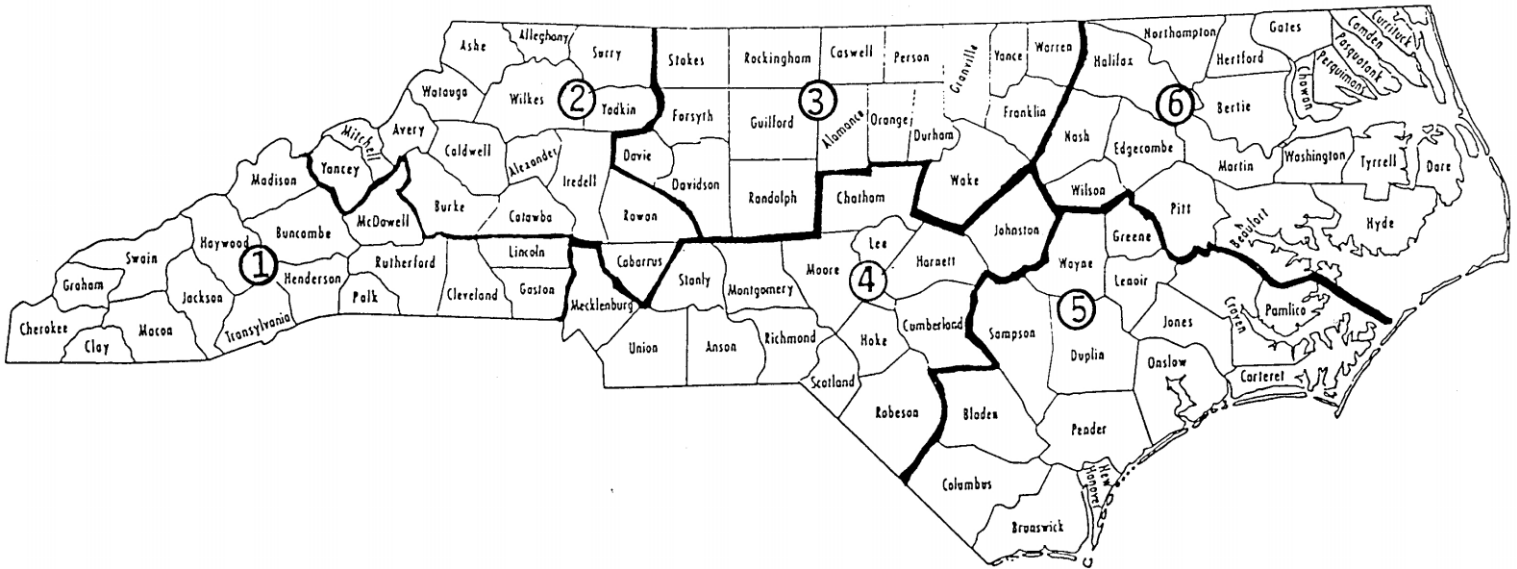 Ashe
Alleghany
Surry
Stokes
Rockingham
Caswell
Person
Granville
Vance
Warren
Northampton
Gates
Currituck
Camden
Pasquotank
Perquimans
Chowan
Halifax
Hertford
Watauga
Wilkes
2
Yadkin
Forsyth
Guilford
3
Alamance
Orange
Durham
Franklin
6
Bertie
Mitchell
Avery
Caldwell
Alexander
Iredell
Davie
Davidson
Randolph
Chatham
Wake
Nash
Edgecombe
Martin
Washington
Tyrrell
Dare
Madison
Yancey
McDowell
Burke
Catawba
Rowan
Wilson
Pitt
Beaufort
Hyde
Swain
Haywood
Buncombe
1
Henderson
Rutherford
Lincoln
Cabarrus
Stanly
Montgomery
Moore
Lee
4
Harnett
Johnston
Wayne
Greene
Lenoir
Graham
Jackson
Polk
Cleveland
Gaston
Mecklenburg
Cherokee
Clay
Macon
Transylvania
Union
Anson
Richmond
Scotland
Hoke
Cumberland
Sampson
5
Duplin
Jones
Craven
Pamlico
Onslow
Carteret
Robeson
Bladen
Pender
Columbus
New
Hanover
Brunswick